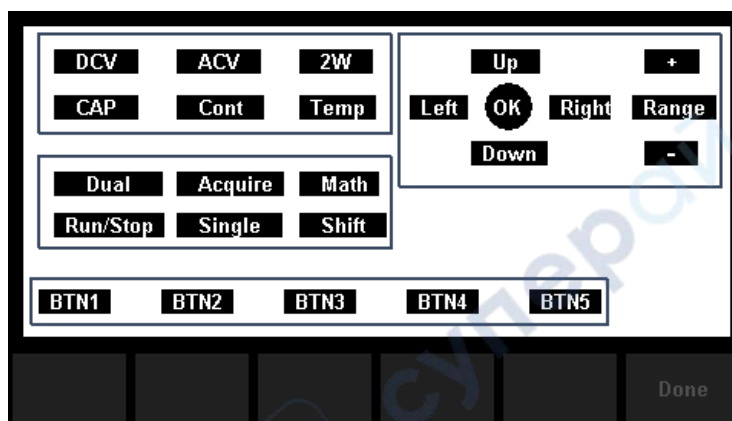 DCV ACV 2W
CAP Cont Temp
Up +
Left OK Right Range
Down -
Dual Acquire Math
Run/Stop Single Shift
BTN1 BTN2 BTN3 BTN4 BTN5
Done
супер